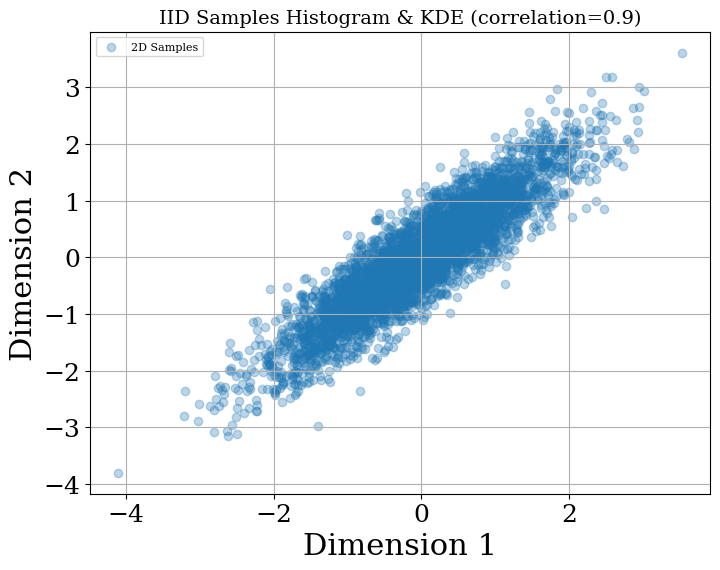 IID Samples Histogram & KDE (correlation=0.9)
2D Samples
3
2
1
0
−1
−2
−3
−4
Dimension 2
−4 −2 0 2
Dimension 1